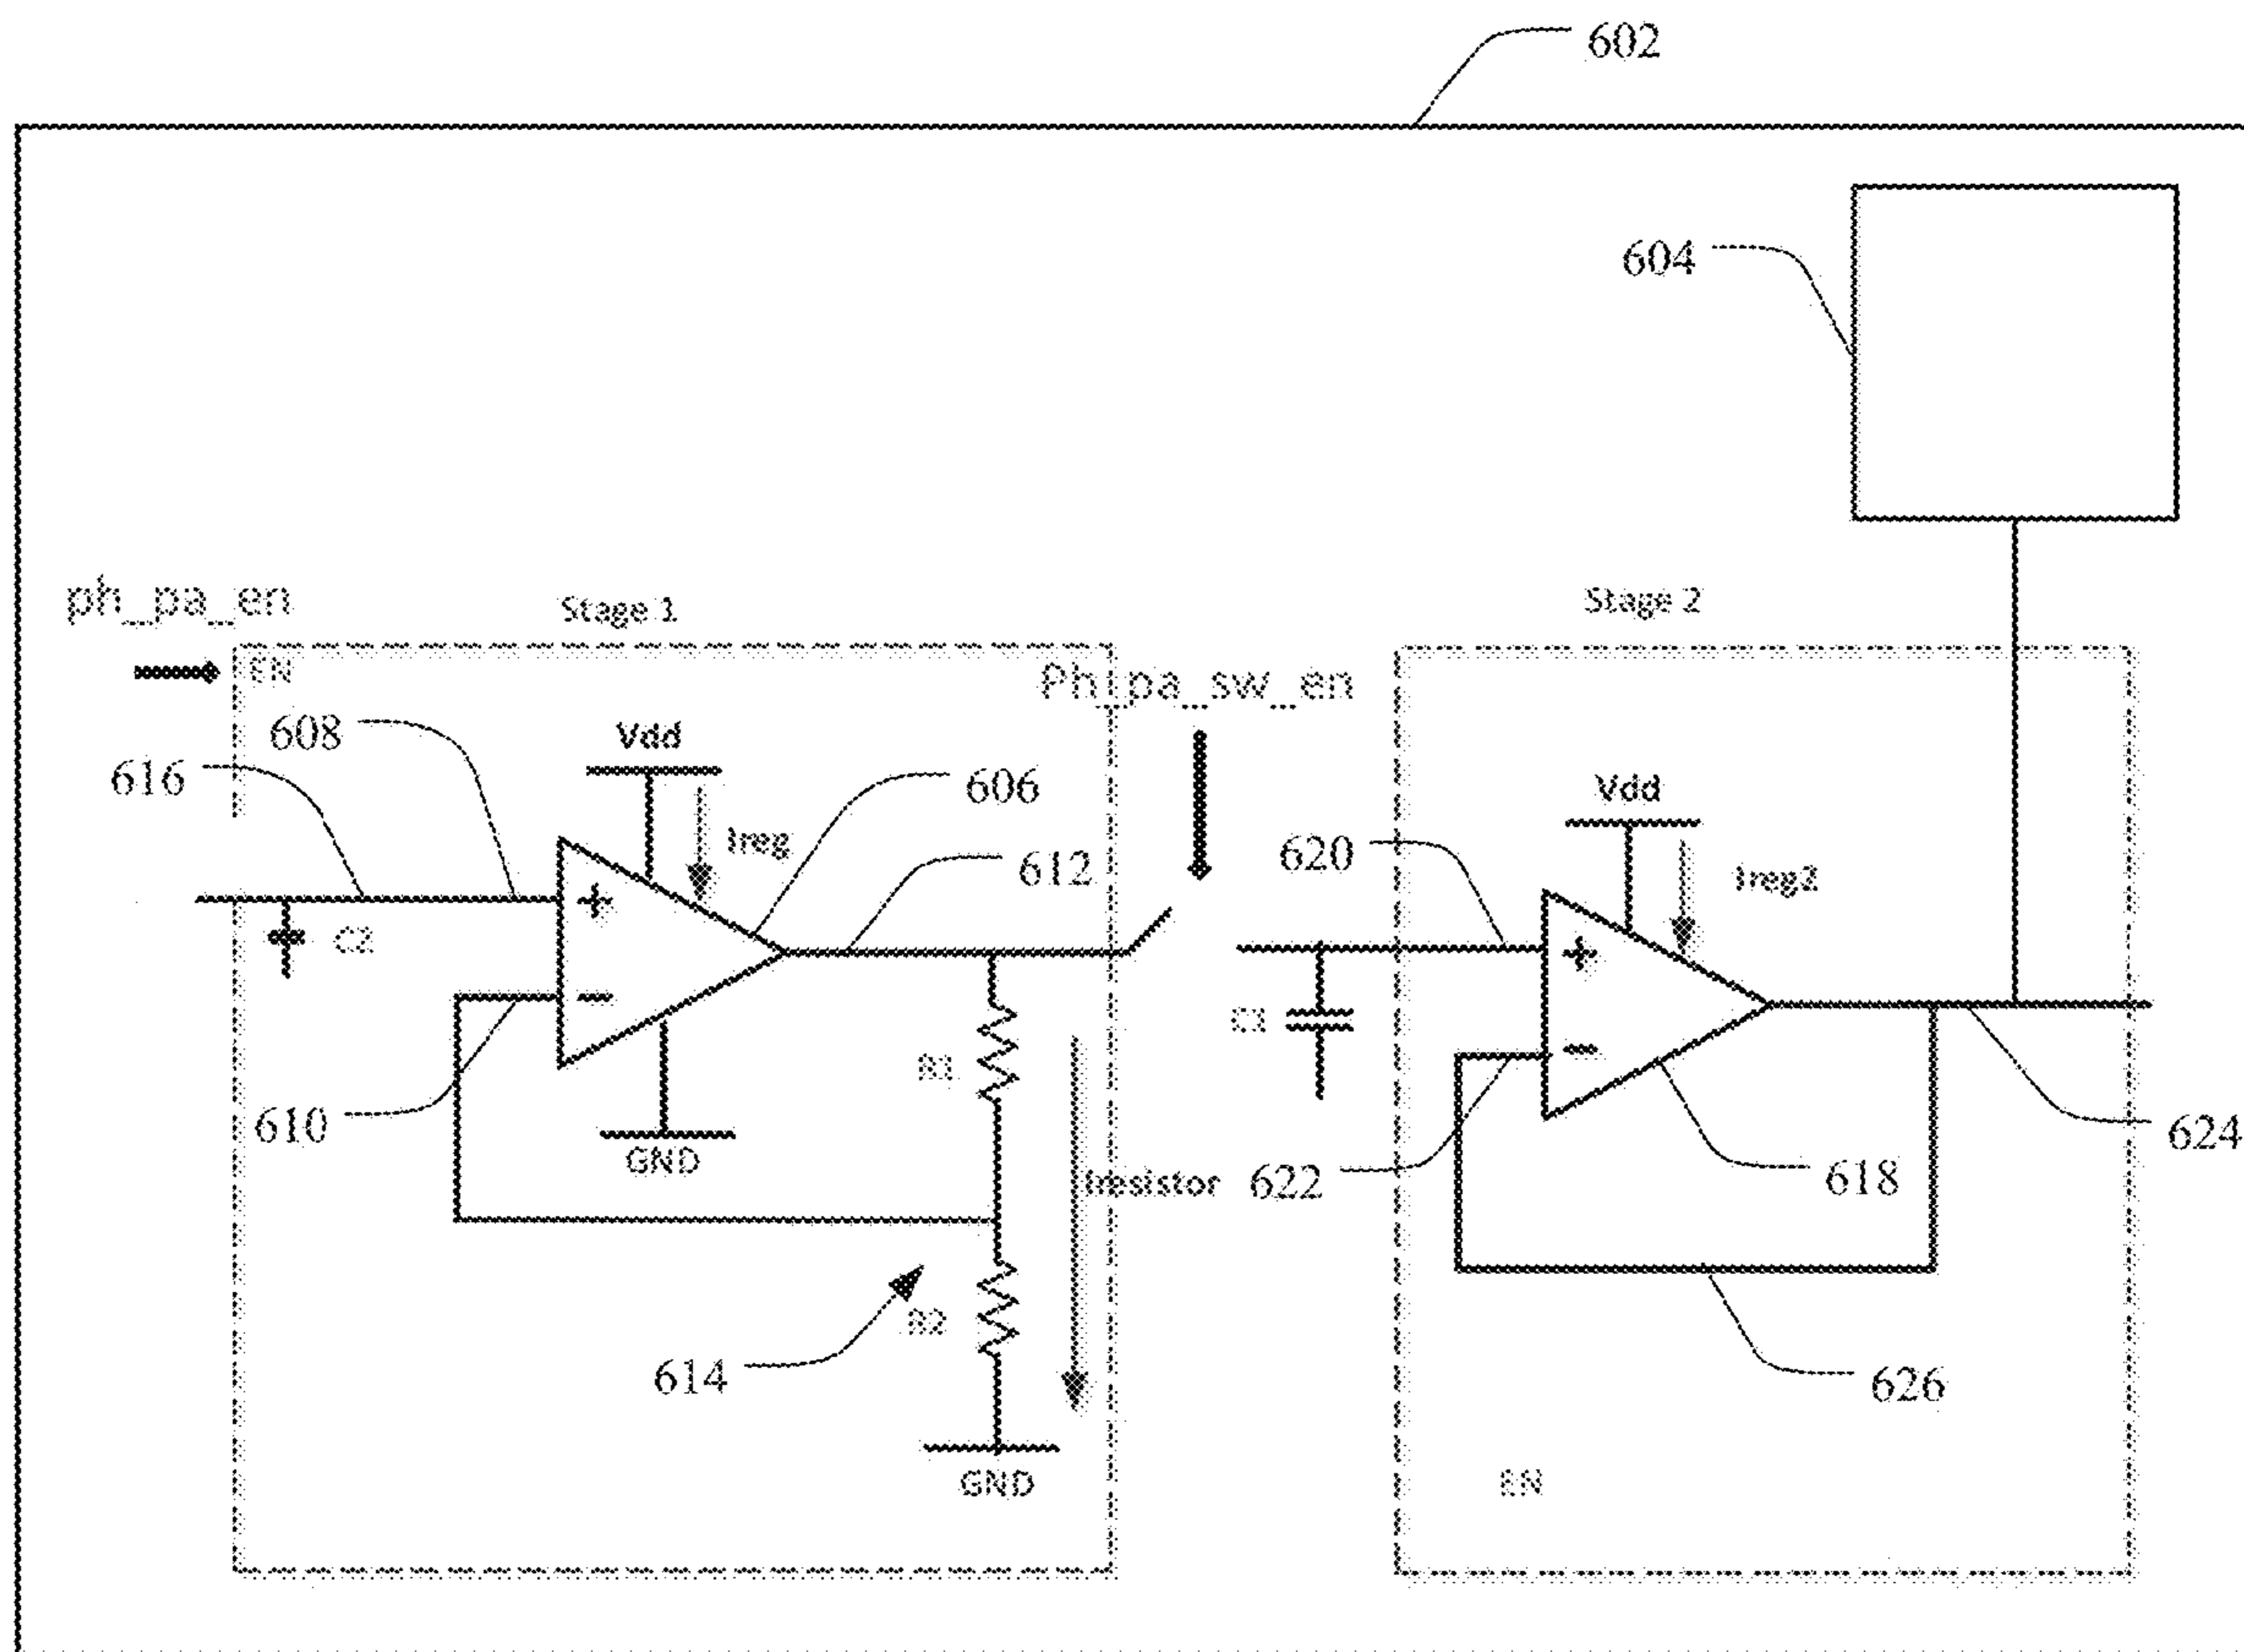 602
604
ph_pa_en
Stage 1
Stage 2
EN
Ph_pa_sw_en
608
Vdd
616
606
Vdd
Ireg
612
620
Ireg2
+
+
C2
C1
−
−
R1
610
GND
624
Iresistor
622
618
R2
614
626
GND
EN